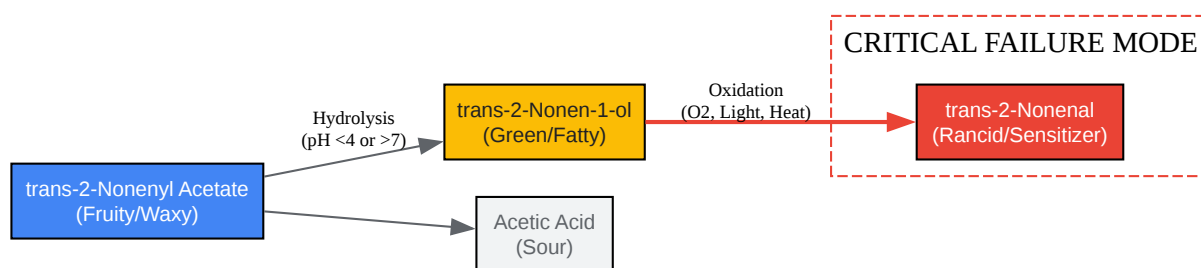 CRITICAL FAILURE MODE
trans-2-Nonenyl Acetate
(Fruity/Waxy)
Hydrolysis
(pH <4 or >7)
trans-2-Nonen-1-ol
(Green/Fatty)
Acetic Acid
(Sour)
Oxidation
(O2, Light, Heat)
trans-2-Nonenal
(Rancid/Sensitizer)